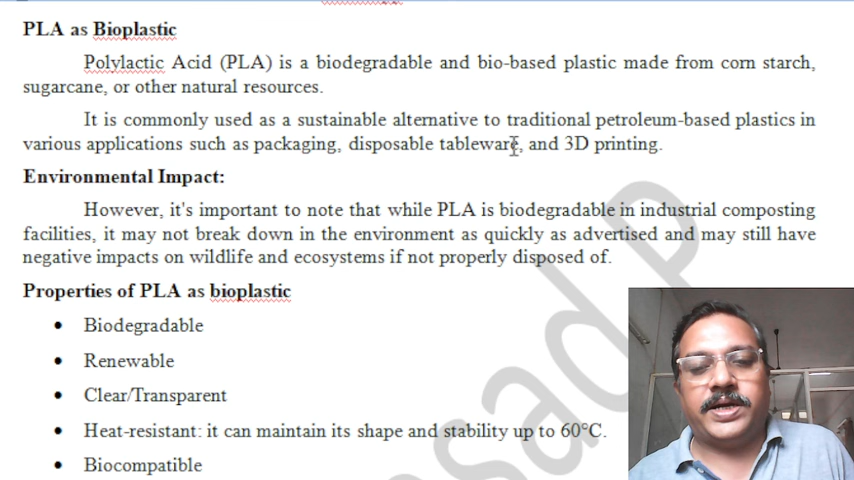 PLA as Bioplastic
Polylactic Acid (PLA) is a biodegradable and bio-based plastic made from corn starch,
sugarcane, or other natural resources.
It is commonly used as a sustainable alternative to traditional petroleum-based plastics in
various applications such as packaging, disposable tableware, and 3D printing.
Environmental Impact:
However, it's important to note that while PLA is biodegradable in industrial composting
facilities, it may not break down in the environment as quickly as advertised and may still have
negative impacts on wildlife and ecosystems if not properly disposed of.
Properties of PLA as bioplastic
• Biodegradable
• Renewable
• Clear/Transparent
• Heat-resistant: it can maintain its shape and stability up to 60°C.
• Biocompatible